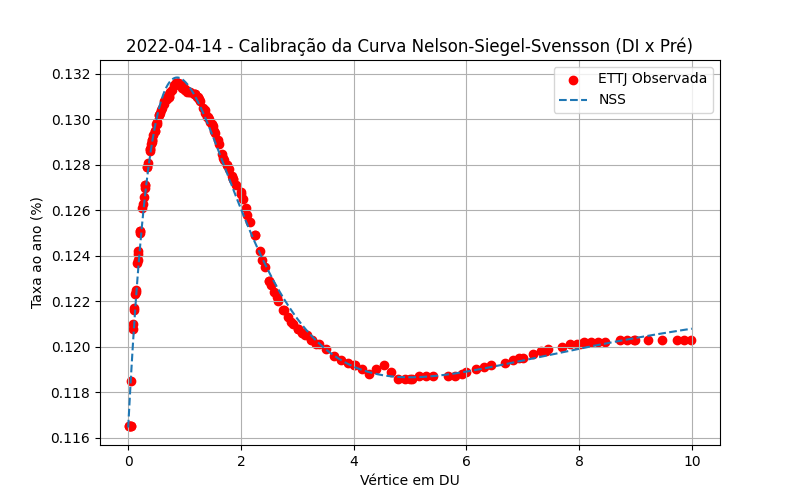 2022-04-14 - Calibração da Curva Nelson-Siegel-Svensson (DI x Pré)
ETTJ Observada
NSS
Taxa ao ano (%)
0.132
0.130
0.128
0.126
0.124
0.122
0.120
0.118
0.116
0 2 4 6 8 10
Vértice em DU